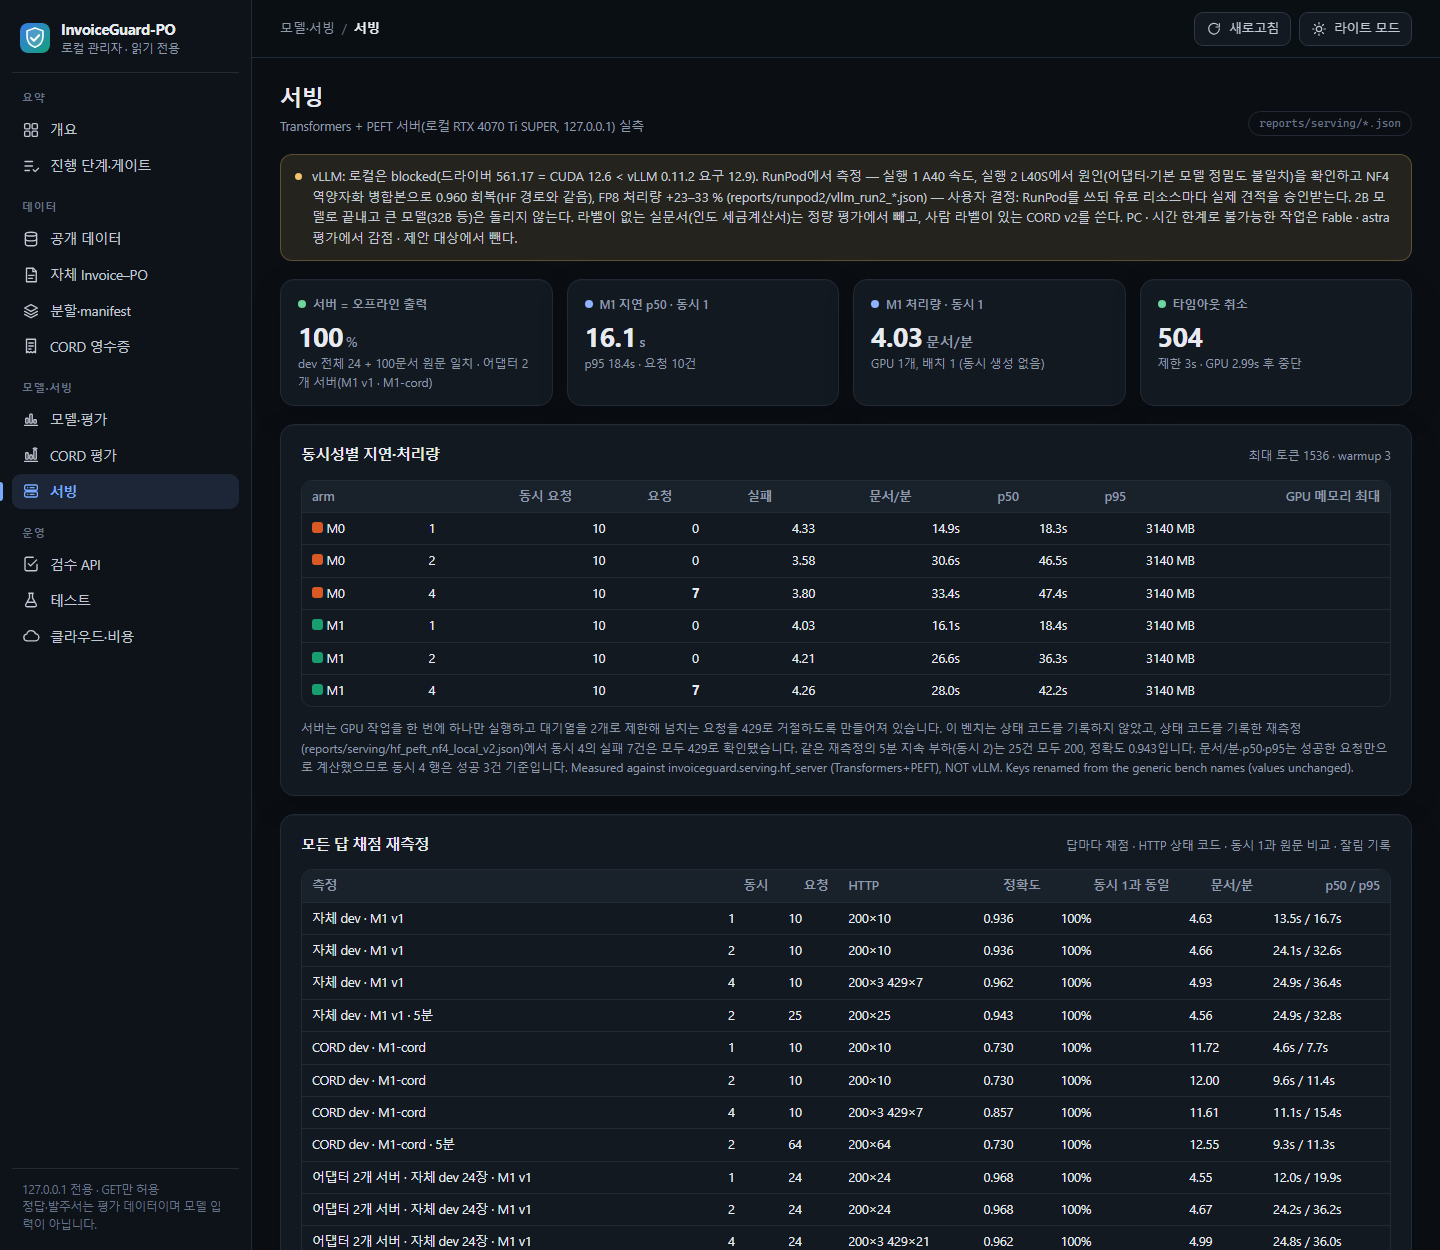 InvoiceGuard-PO
로컬 관리자 · 읽기 전용
요약
개요
진행 단계·게이트
데이터
공개 데이터
자체 Invoice–PO
분할·manifest
CORD 영수증
모델·서빙
모델·평가
CORD 평가
서빙
운영
검수 API
테스트
클라우드·비용
127.0.0.1 전용 · GET만 허용
정답·발주서는 평가 데이터이며 모델 입
력이 아닙니다.
모델·서빙 / 서빙
새로고침
라이트 모드
서빙
Transformers + PEFT 서버(로컬 RTX 4070 Ti SUPER, 127.0.0.1) 실측
reports/serving/*.json
vLLM: 로컬은 blocked(드라이버 561.17 = CUDA 12.6 < vLLM 0.11.2 요구 12.9). RunPod에서 측정 — 실행 1 A40 속도, 실행 2 L40S에서 원인(어댑터·기본 모델 정밀도 불일치)을 확인하고 NF4
역양자화 병합본으로 0.960 회복(HF 경로와 같음), FP8 처리량 +23–33 % (reports/runpod2/vllm_run2_*.json) — 사용자 결정: RunPod를 쓰되 유료 리소스마다 실제 견적을 승인받는다. 2B 모
델로 끝내고 큰 모델(32B 등)은 돌리지 않는다. 라벨이 없는 실문서(인도 세금계산서)는 정량 평가에서 빼고, 사람 라벨이 있는 CORD v2를 쓴다. PC · 시간 한계로 불가능한 작업은 Fable · astra
평가에서 감점 · 제안 대상에서 뺀다.
서버 = 오프라인 출력
100 %
dev 전체 24 + 100문서 원문 일치 · 어댑터 2
개 서버(M1 v1 · M1-cord)
M1 지연 p50 · 동시 1
16.1 s
p95 18.4s · 요청 10건
M1 처리량 · 동시 1
4.03 문서/분
GPU 1개, 배치 1 (동시 생성 없음)
타임아웃 취소
504
제한 3s · GPU 2.99s 후 중단
동시성별 지연·처리량
최대 토큰 1536 · warmup 3
arm 동시 요청 요청 실패 문서/분 p50 p95 GPU 메모리 최대
M0 1 10 0 4.33 14.9s 18.3s 3140 MB
M0 2 10 0 3.58 30.6s 46.5s 3140 MB
M0 4 10 7 3.80 33.4s 47.4s 3140 MB
M1 1 10 0 4.03 16.1s 18.4s 3140 MB
M1 2 10 0 4.21 26.6s 36.3s 3140 MB
M1 4 10 7 4.26 28.0s 42.2s 3140 MB
서버는 GPU 작업을 한 번에 하나만 실행하고 대기열을 2개로 제한해 넘치는 요청을 429로 거절하도록 만들어져 있습니다. 이 벤치는 상태 코드를 기록하지 않았고, 상태 코드를 기록한 재측정
(reports/serving/hf_peft_nf4_local_v2.json)에서 동시 4의 실패 7건은 모두 429로 확인됐습니다. 같은 재측정의 5분 지속 부하(동시 2)는 25건 모두 200, 정확도 0.943입니다. 문서/분·p50·p95는 성공한 요청만으
로 계산했으므로 동시 4 행은 성공 3건 기준입니다. Measured against invoiceguard.serving.hf_server (Transformers+PEFT), NOT vLLM. Keys renamed from the generic bench names (values unchanged).
모든 답 채점 재측정
답마다 채점 · HTTP 상태 코드 · 동시 1과 원문 비교 · 잘림 기록
측정 동시 요청 HTTP 정확도 동시 1과 동일 문서/분 p50 / p95
자체 dev · M1 v1 1 10 200×10 0.936 100% 4.63 13.5s / 16.7s
자체 dev · M1 v1 2 10 200×10 0.936 100% 4.66 24.1s / 32.6s
자체 dev · M1 v1 4 10 200×3 429×7 0.962 100% 4.93 24.9s / 36.4s
자체 dev · M1 v1 · 5분 2 25 200×25 0.943 100% 4.56 24.9s / 32.8s
CORD dev · M1-cord 1 10 200×10 0.730 100% 11.72 4.6s / 7.7s
CORD dev · M1-cord 2 10 200×10 0.730 100% 12.00 9.6s / 11.4s
CORD dev · M1-cord 4 10 200×3 429×7 0.857 100% 11.61 11.1s / 15.4s
CORD dev · M1-cord · 5분 2 64 200×64 0.730 100% 12.55 9.3s / 11.3s
어댑터 2개 서버 · 자체 dev 24장 · M1 v1 1 24 200×24 0.968 100% 4.55 12.0s / 19.9s
어댑터 2개 서버 · 자체 dev 24장 · M1 v1 2 24 200×24 0.968 100% 4.67 24.2s / 36.2s
어댑터 2개 서버 · 자체 dev 24장 · M1 v1 4 24 200×3 429×21 0.962 100% 4.99 24.8s / 36.0s